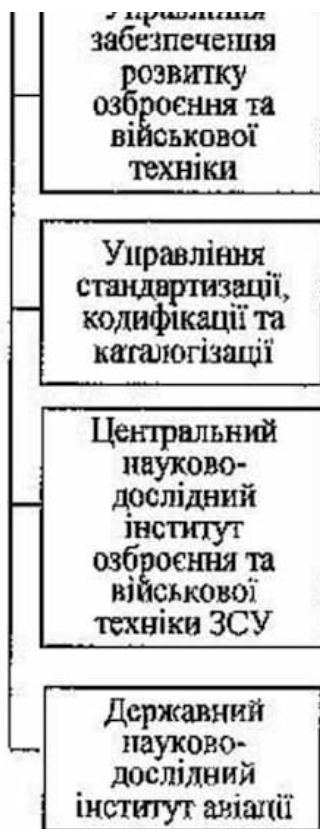 Управління
забезпечення
розвитку
озброєння та
військової
техніки
Управління
стандартизації,
кодифікації та
каталогізації
Центральний
науково-
дослідний
інститут
озброєння та
військової
техніки ЗСУ
Державний
науково-
дослідний
інститут авіації